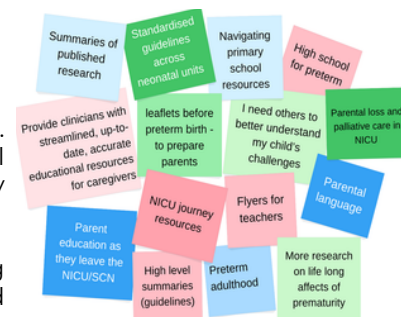 Summaries of
published
research
Standardised
guidelines
across
neonatal units
Navigating
primary
school
resources
High school
for preterm
Provide clinicians with
streamlined, up-to-
date, accurate
educational resources
for caregivers
leaflets before
preterm birth -
to prepare
parents
I need others to
better understand
my child's
challenges
Parental loss and
palliative care in
NICU
Parental
language
NICU journey
resources
Flyers for
teachers
Parent
education as
they leave the
NICU/SCN
High level
summaries
(guidelines)
Preterm
adulthood
More research
on life long
affects of
prematurity